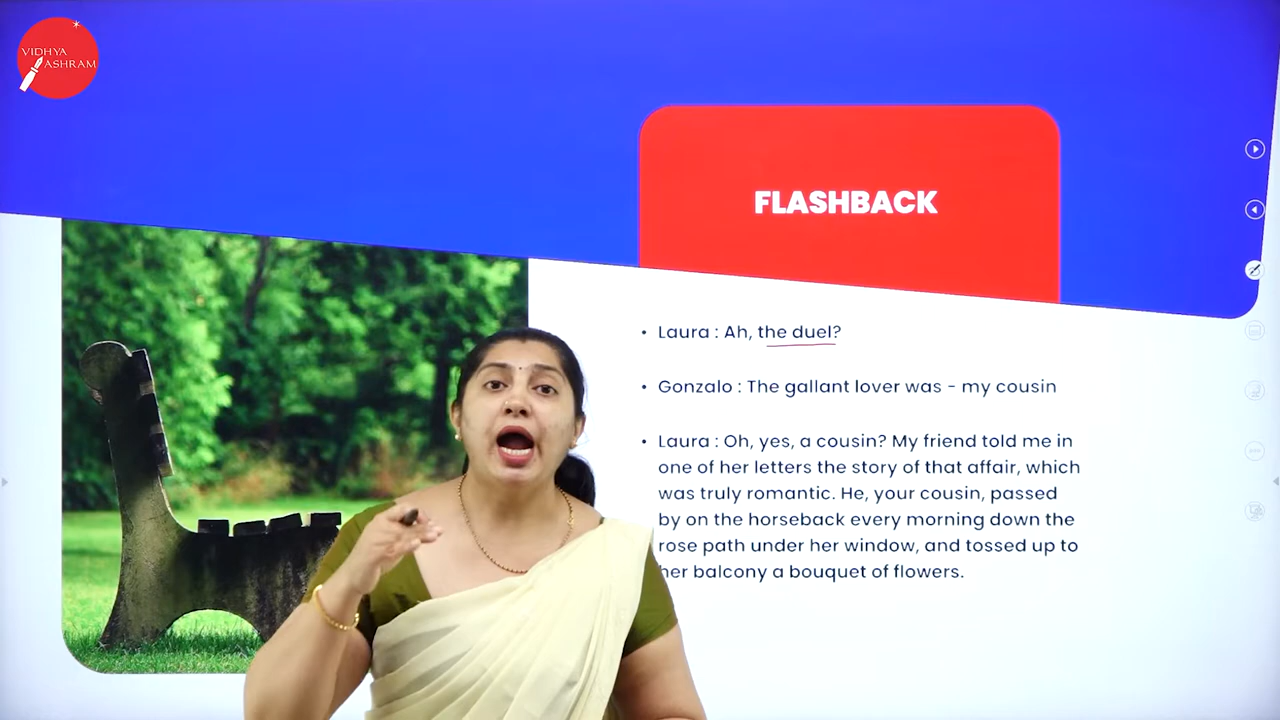 VIDHYA
ASHRAM
FLASHBACK
• Laura : Ah, the duel?
• Gonzalo : The gallant lover was - my cousin
• Laura : Oh, yes, a cousin? My friend told me in
one of her letters the story of that affair, which
was truly romantic. He, your cousin, passed
by on the horseback every morning down the
rose path under her window, and tossed up to
her balcony a bouquet of flowers.